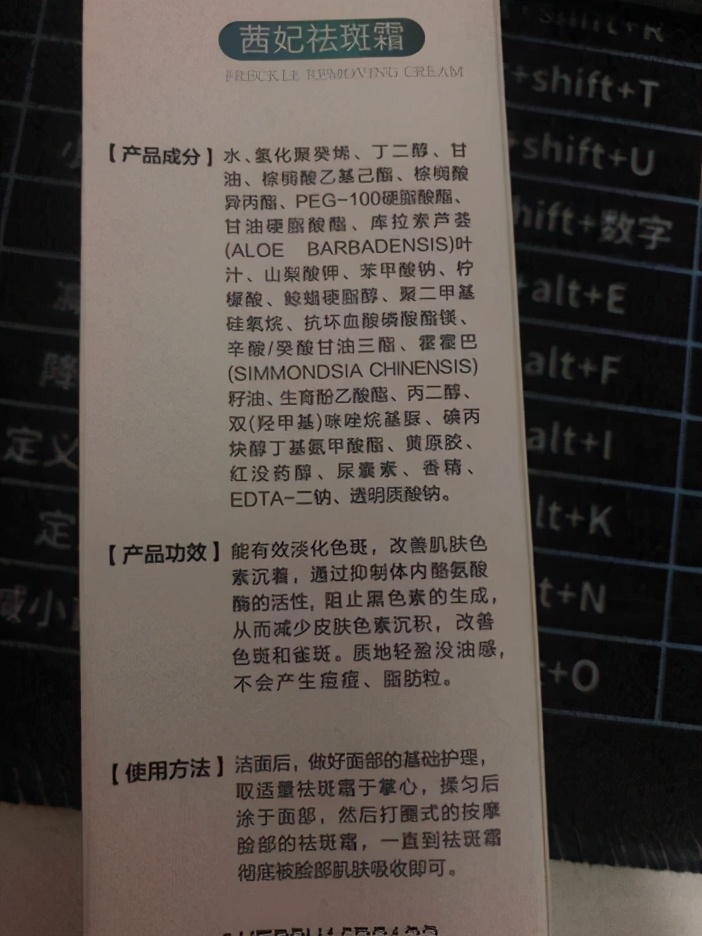 茜妃祛斑霜
FRECKLE REMOVING CREAM
【产品成分】水、氢化聚癸烯、丁二醇、甘
油、棕榈酸乙基己酯、棕榈酸
异丙酯、PEG-100硬脂酸酯、
甘油硬脂酸酯、库拉索芦荟
(ALOE BARBADENSIS)叶
汁、山梨酸钾、苯甲酸钠、柠
檬酸、鲸蜡硬脂醇、聚二甲基
硅氧烷、抗坏血酸磷酸酯镁、
辛酸/癸酸甘油三酯、霍霍巴
(SIMMONDSIA CHINENSIS)
籽油、生育酚乙酸酯、丙二醇、
双(羟甲基)咪唑烷基脲、碘丙
炔醇丁基氨甲酸酯、黄原胶、
红没药醇、尿囊素、香精、
EDTA-二钠、透明质酸钠。
【产品功效】能有效淡化色斑，改善肌肤色
素沉着，通过抑制体内酪氨酸
酶的活性，阻止黑色素的生成，
从而减少皮肤色素沉积，改善
色斑和雀斑。质地轻盈没油感，
不会产生痘痘、脂肪粒。
【使用方法】洁面后，做好面部的基础护理，
取适量祛斑霜于掌心，揉匀后
涂于面部，然后打圈式的按摩
脸部的祛斑霜，一直到祛斑霜
彻底被脸部肌肤吸收即可。
+shift+R
+shift+T
shift+U
hift+数字
+alt+E
alt+F
alt+I
lt+K
t+N
t+O
降
定义
定
减小